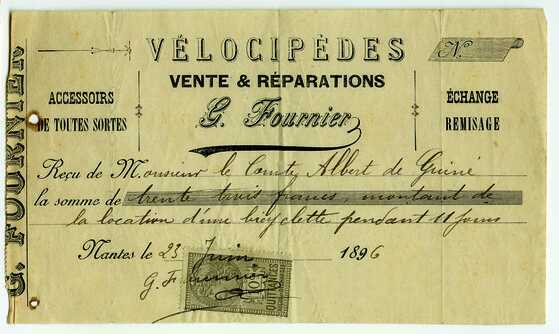 G. FOURNIER
VÉLOCIPÈDES
N.
VENTE & RÉPARATIONS
ACCESSOIRS
DE TOUTES SORTES
G. Fournier
ÉCHANGE
REMISAGE
Reçu de Monsieur le Comte Albert de Guiné
la somme de trente trois francs, montant de
la location d'une bicyclette pendant 11 jours
Nantes le 23 Juin 1896
G. Fournier
QUITTANCES